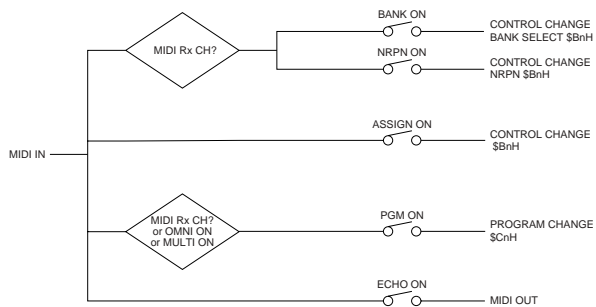 BANK ON
CONTROL CHANGE
BANK SELECT $BnH
MIDI Rx CH?
NRPN ON
CONTROL CHANGE
NRPN $BnH
ASSIGN ON
CONTROL CHANGE
$BnH
MIDI IN
MIDI Rx CH?
or OMNI ON
or MULTI ON
PGM ON
PROGRAM CHANGE
$CnH
ECHO ON
MIDI OUT